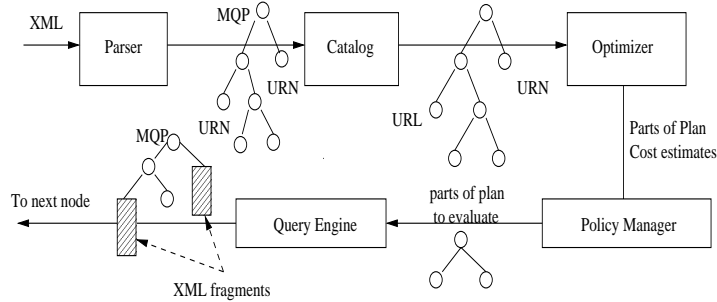 MQP
XML
Parser
Catalog
Optimizer
URN
URN
URL
URN
MQP
Parts of Plan
Cost estimates
To next node
parts of plan
to evaluate
Query Engine
Policy Manager
XML fragments